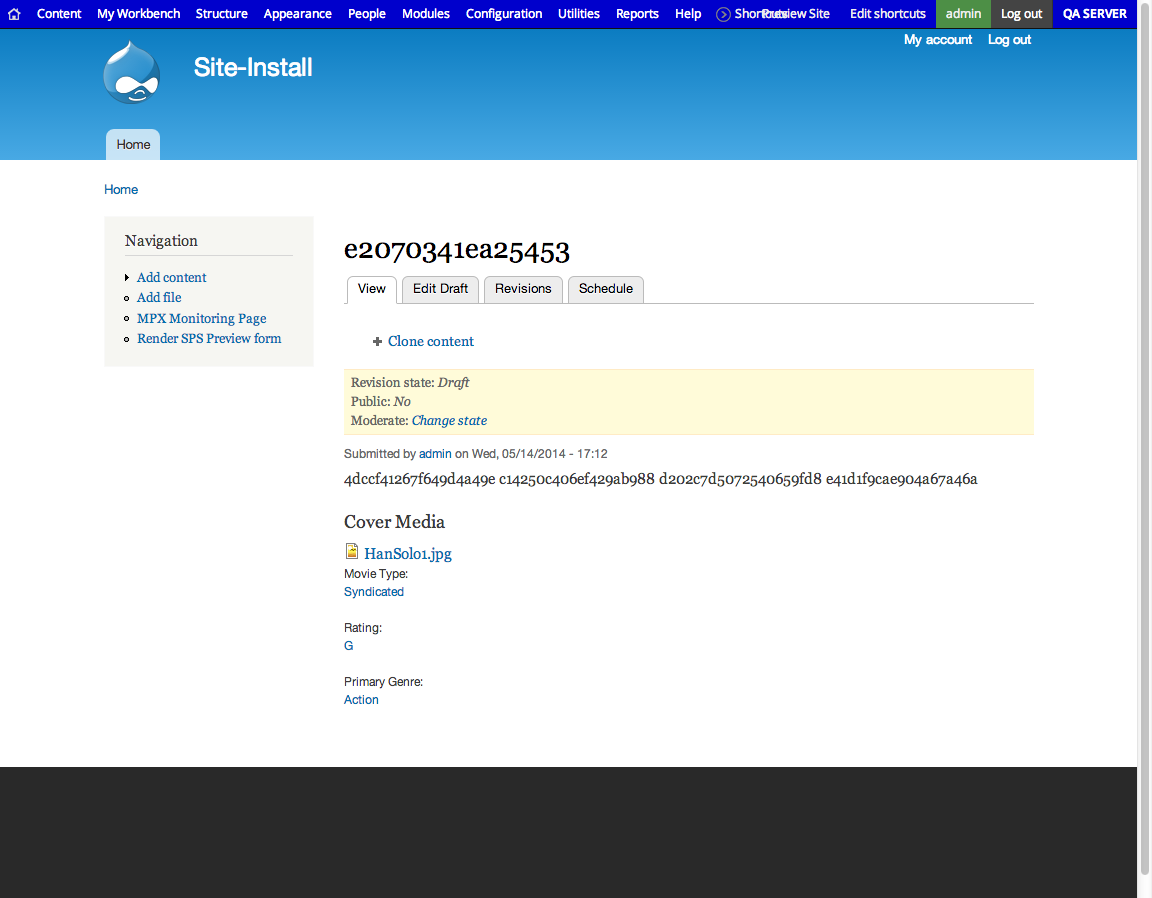 Content My Workbench Structure Appearance People Modules Configuration Utilities Reports Help Shortcuts Preview Site Edit shortcuts admin Log out QA SERVER
My account Log out
Site-Install
Home
Home
Navigation
Add content
Add file
MPX Monitoring Page
Render SPS Preview form
e2070341ea25453
View Edit Draft Revisions Schedule
Clone content
Revision state: Draft
Public: No
Moderate: Change state
Submitted by admin on Wed, 05/14/2014 - 17:12
4dccf41267f649d4a49e c14250c406ef429ab988 d202c7d5072540659fd8 e41d1f9cae904a67a46a
Cover Media
HanSolo1.jpg
Movie Type:
Syndicated
Rating:
G
Primary Genre:
Action